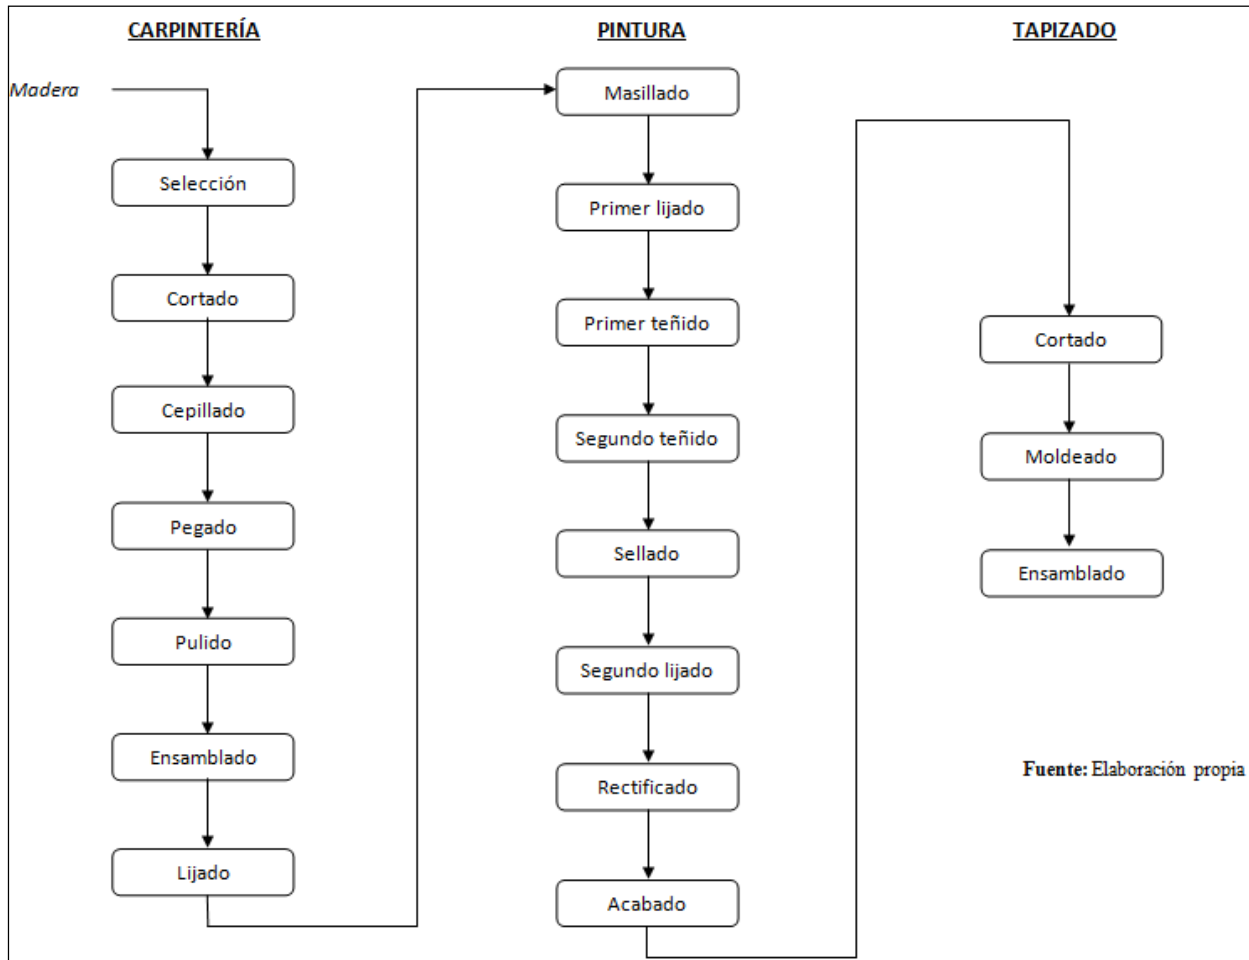 CARPINTERÍA
Madera
Selección
Cortado
Cepillado
Pegado
Pulido
Ensamblado
Lijado
PINTURA
Masillado
Primer lijado
Primer teñido
Segundo teñido
Sellado
Segundo lijado
Rectificado
Acabado
TAPIZADO
Cortado
Moldeado
Ensamblado
Fuente: Elaboración propia